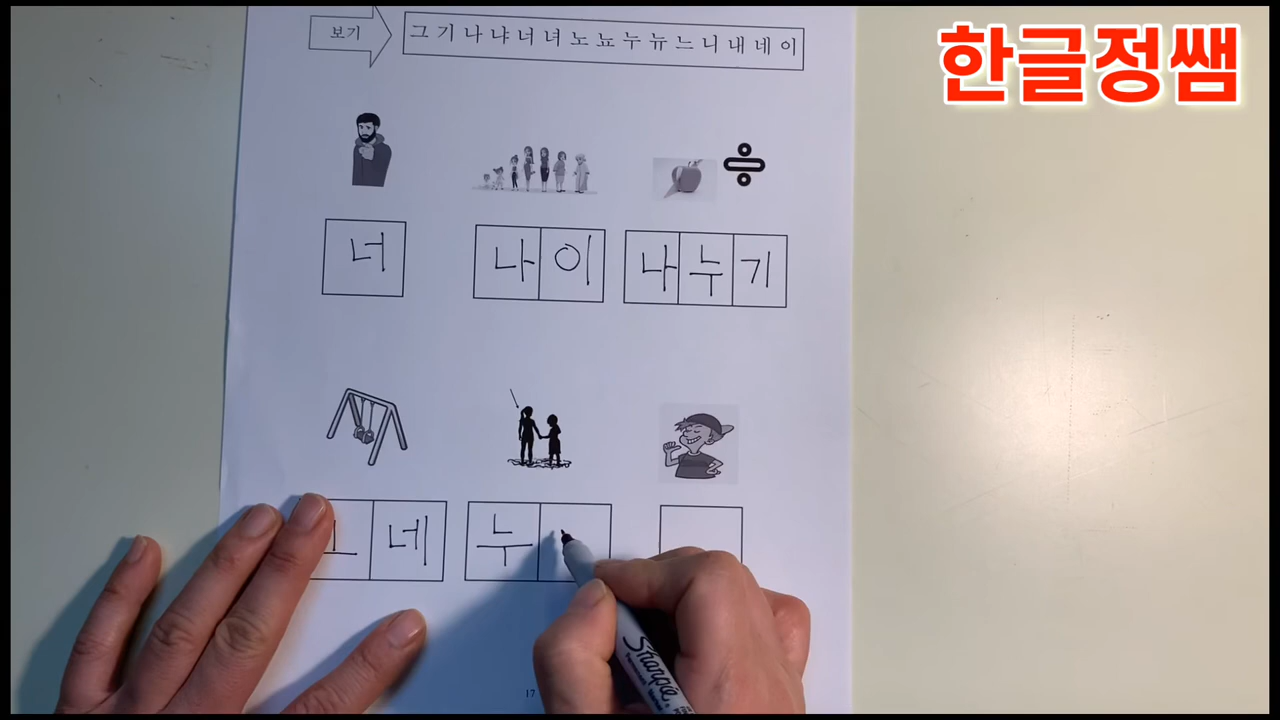 한글정쌤
보기
그 기 나 냐 너 녀 노 뇨 누 뉴 느 니 내 네 이
너
나 이
나 누 기
네
누
Sharpie
17